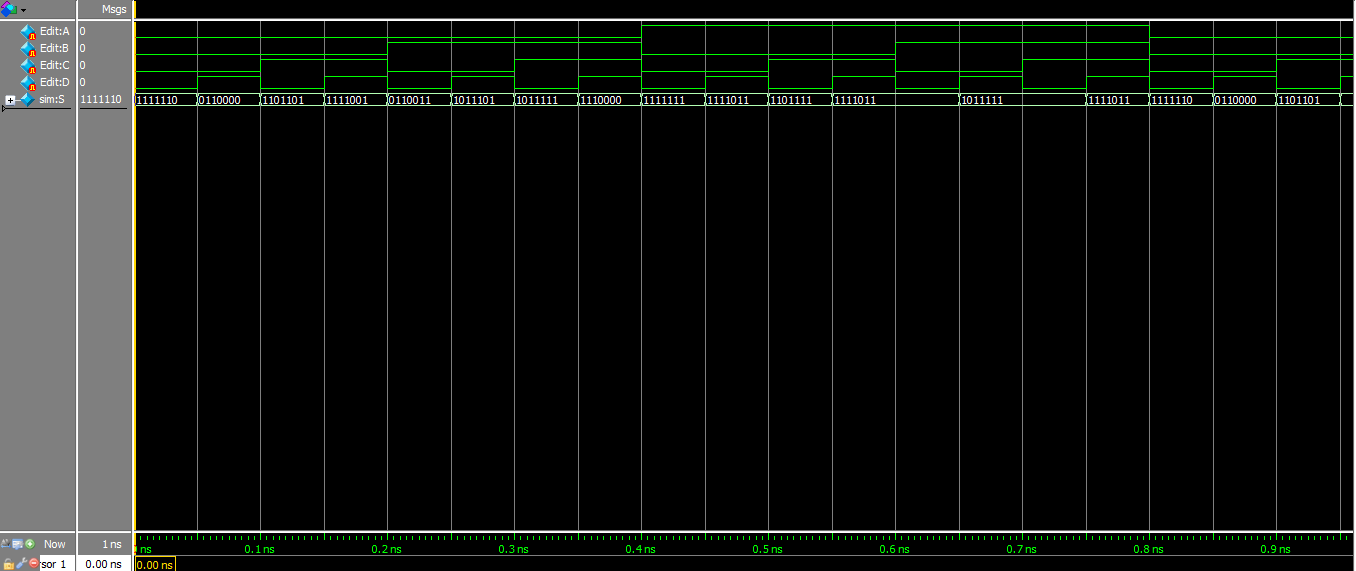 Msgs
Edit:A 0
Edit:B 0
Edit:C 0
Edit:D 0
sim:S 1111110 1111110 0110000 1101101 1111001 0110011 1011101 1011111 1110000 1111111 1111011 1101111 1111011 1011111 1111011 1111110 0110000 1101101
Now 1 ns ns 0.1 ns 0.2 ns 0.3 ns 0.4 ns 0.5 ns 0.6 ns 0.7 ns 0.8 ns 0.9 ns
sor 1 0.00 ns 0.00 ns